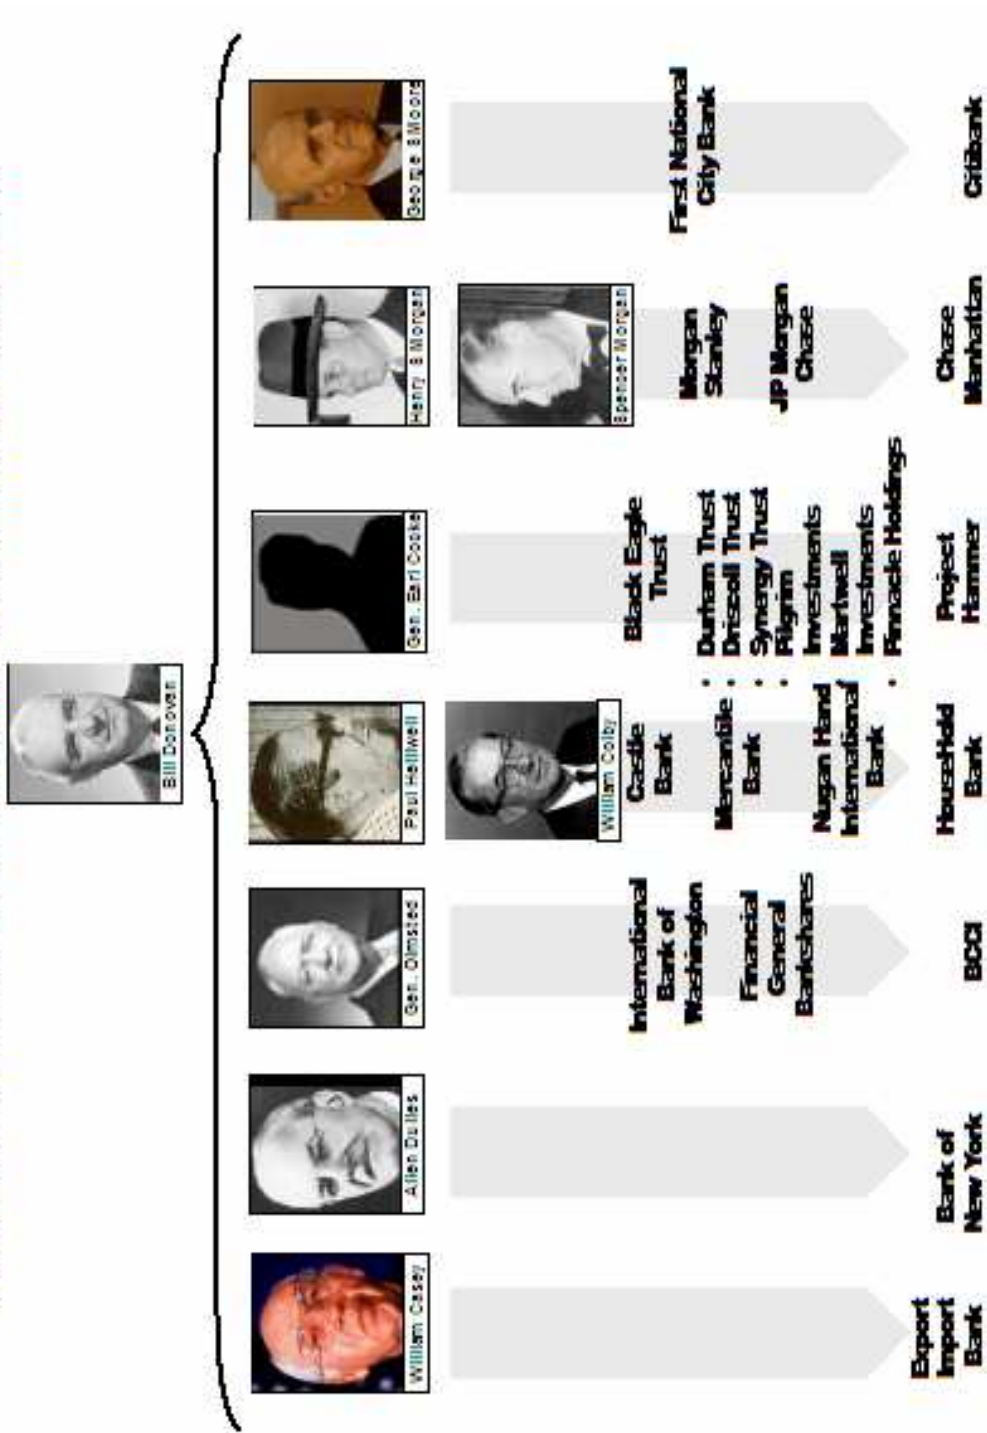 Bill Donovan
William Casey
Allen Dulles
Gen. Olmsted
Paul Helliwell
Gen. Earl Cooke
Henry S Morgan
George S Moore
William Colby
Spencer Morgan
International
Bank of
Washington
Financial
General
Bankshares
Castle
Bank
Mercantile
Bank
Nugan Hand
International
Bank
Black Eagle
Trust
• Durham Trust
• Driscoll Trust
• Synergy Trust
• Pilgrim
Investments
Martwell
Investments
• Pinnacle Holdings
Morgan
Stanley
JP Morgan
Chase
First National
City Bank
Export
Import
Bank
Bank of
New York
BCCI
HouseHold
Bank
Project
Hammer
Chase
Manhattan
Citibank